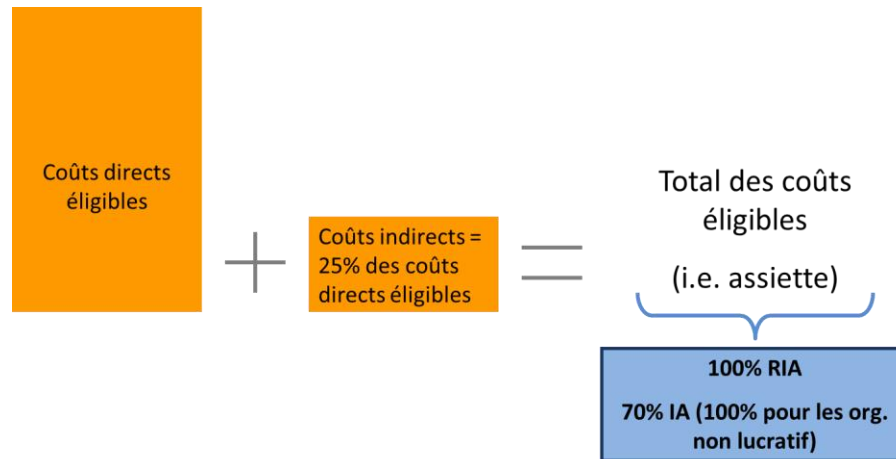 Coûts directs
éligibles
Coûts indirects =
25% des coûts
directs éligibles
Total des coûts
éligibles
(i.e. assiette)
100% RIA
70% IA (100% pour les org.
non lucratif)